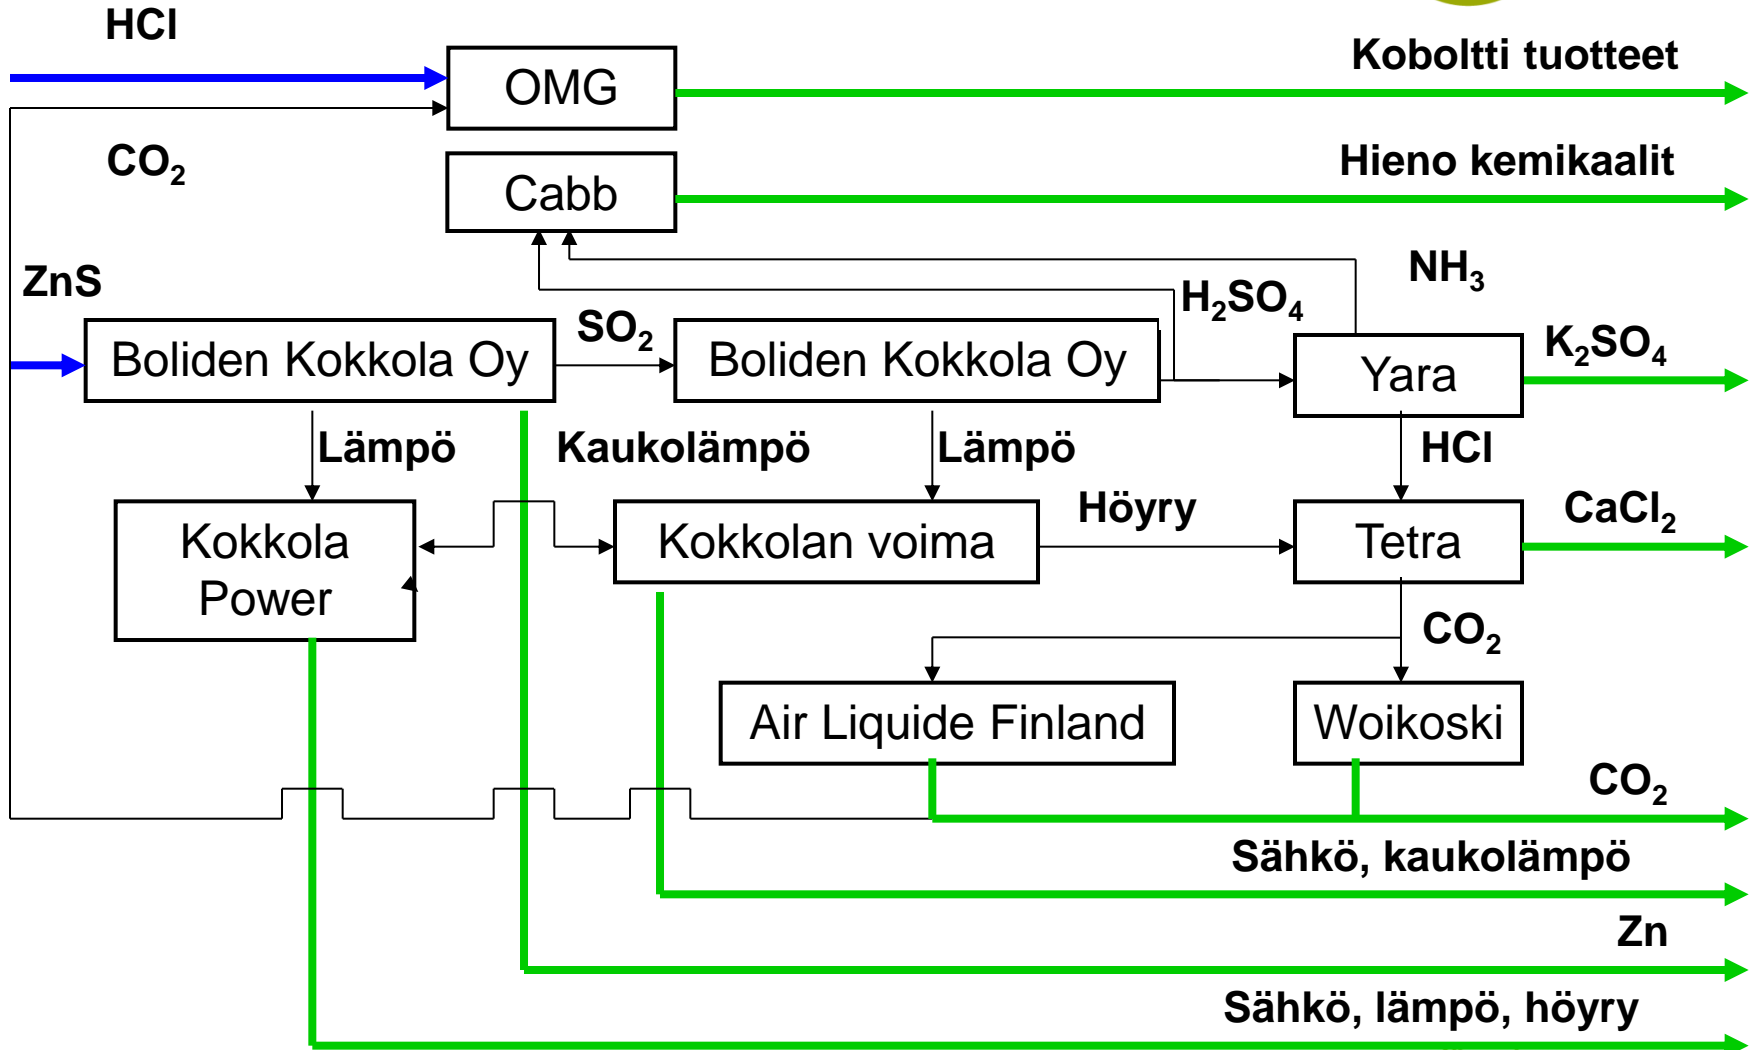 HCl
OMG
Koboltti tuotteet
CO₂
Cabb
Hieno kemikaalit
ZnS
SO₂
H₂SO₄
NH₃
Boliden Kokkola Oy
Boliden Kokkola Oy
Yara
K₂SO₄
Lämpö
Kaukolämpö
Lämpö
HCl
Kokkola
Power
Kokkolan voima
Höyry
Tetra
CaCl₂
CO₂
Air Liquide Finland
Woikoski
CO₂
Sähkö, kaukolämpö
Zn
Sähkö, lämpö, höyry